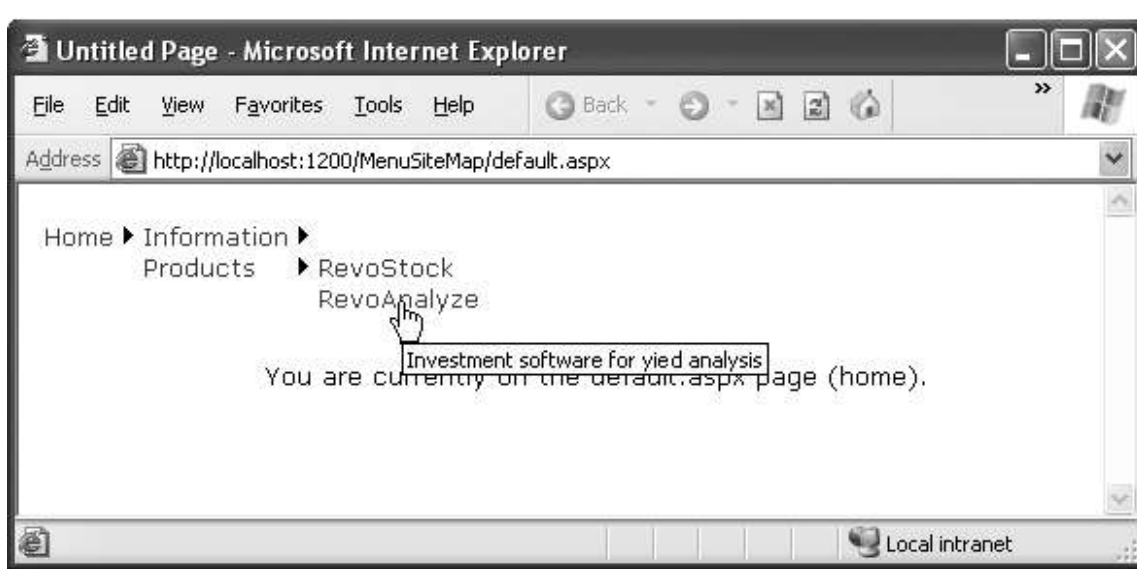 Untitled Page - Microsoft Internet Explorer
File Edit View Favorites Tools Help Back »
Address http://localhost:1200/MenuSiteMap/default.aspx
Home Information
Products RevoStock
RevoAnalyze
Investment software for yied analysis
You are currently on the default.aspx page (home).
Local intranet